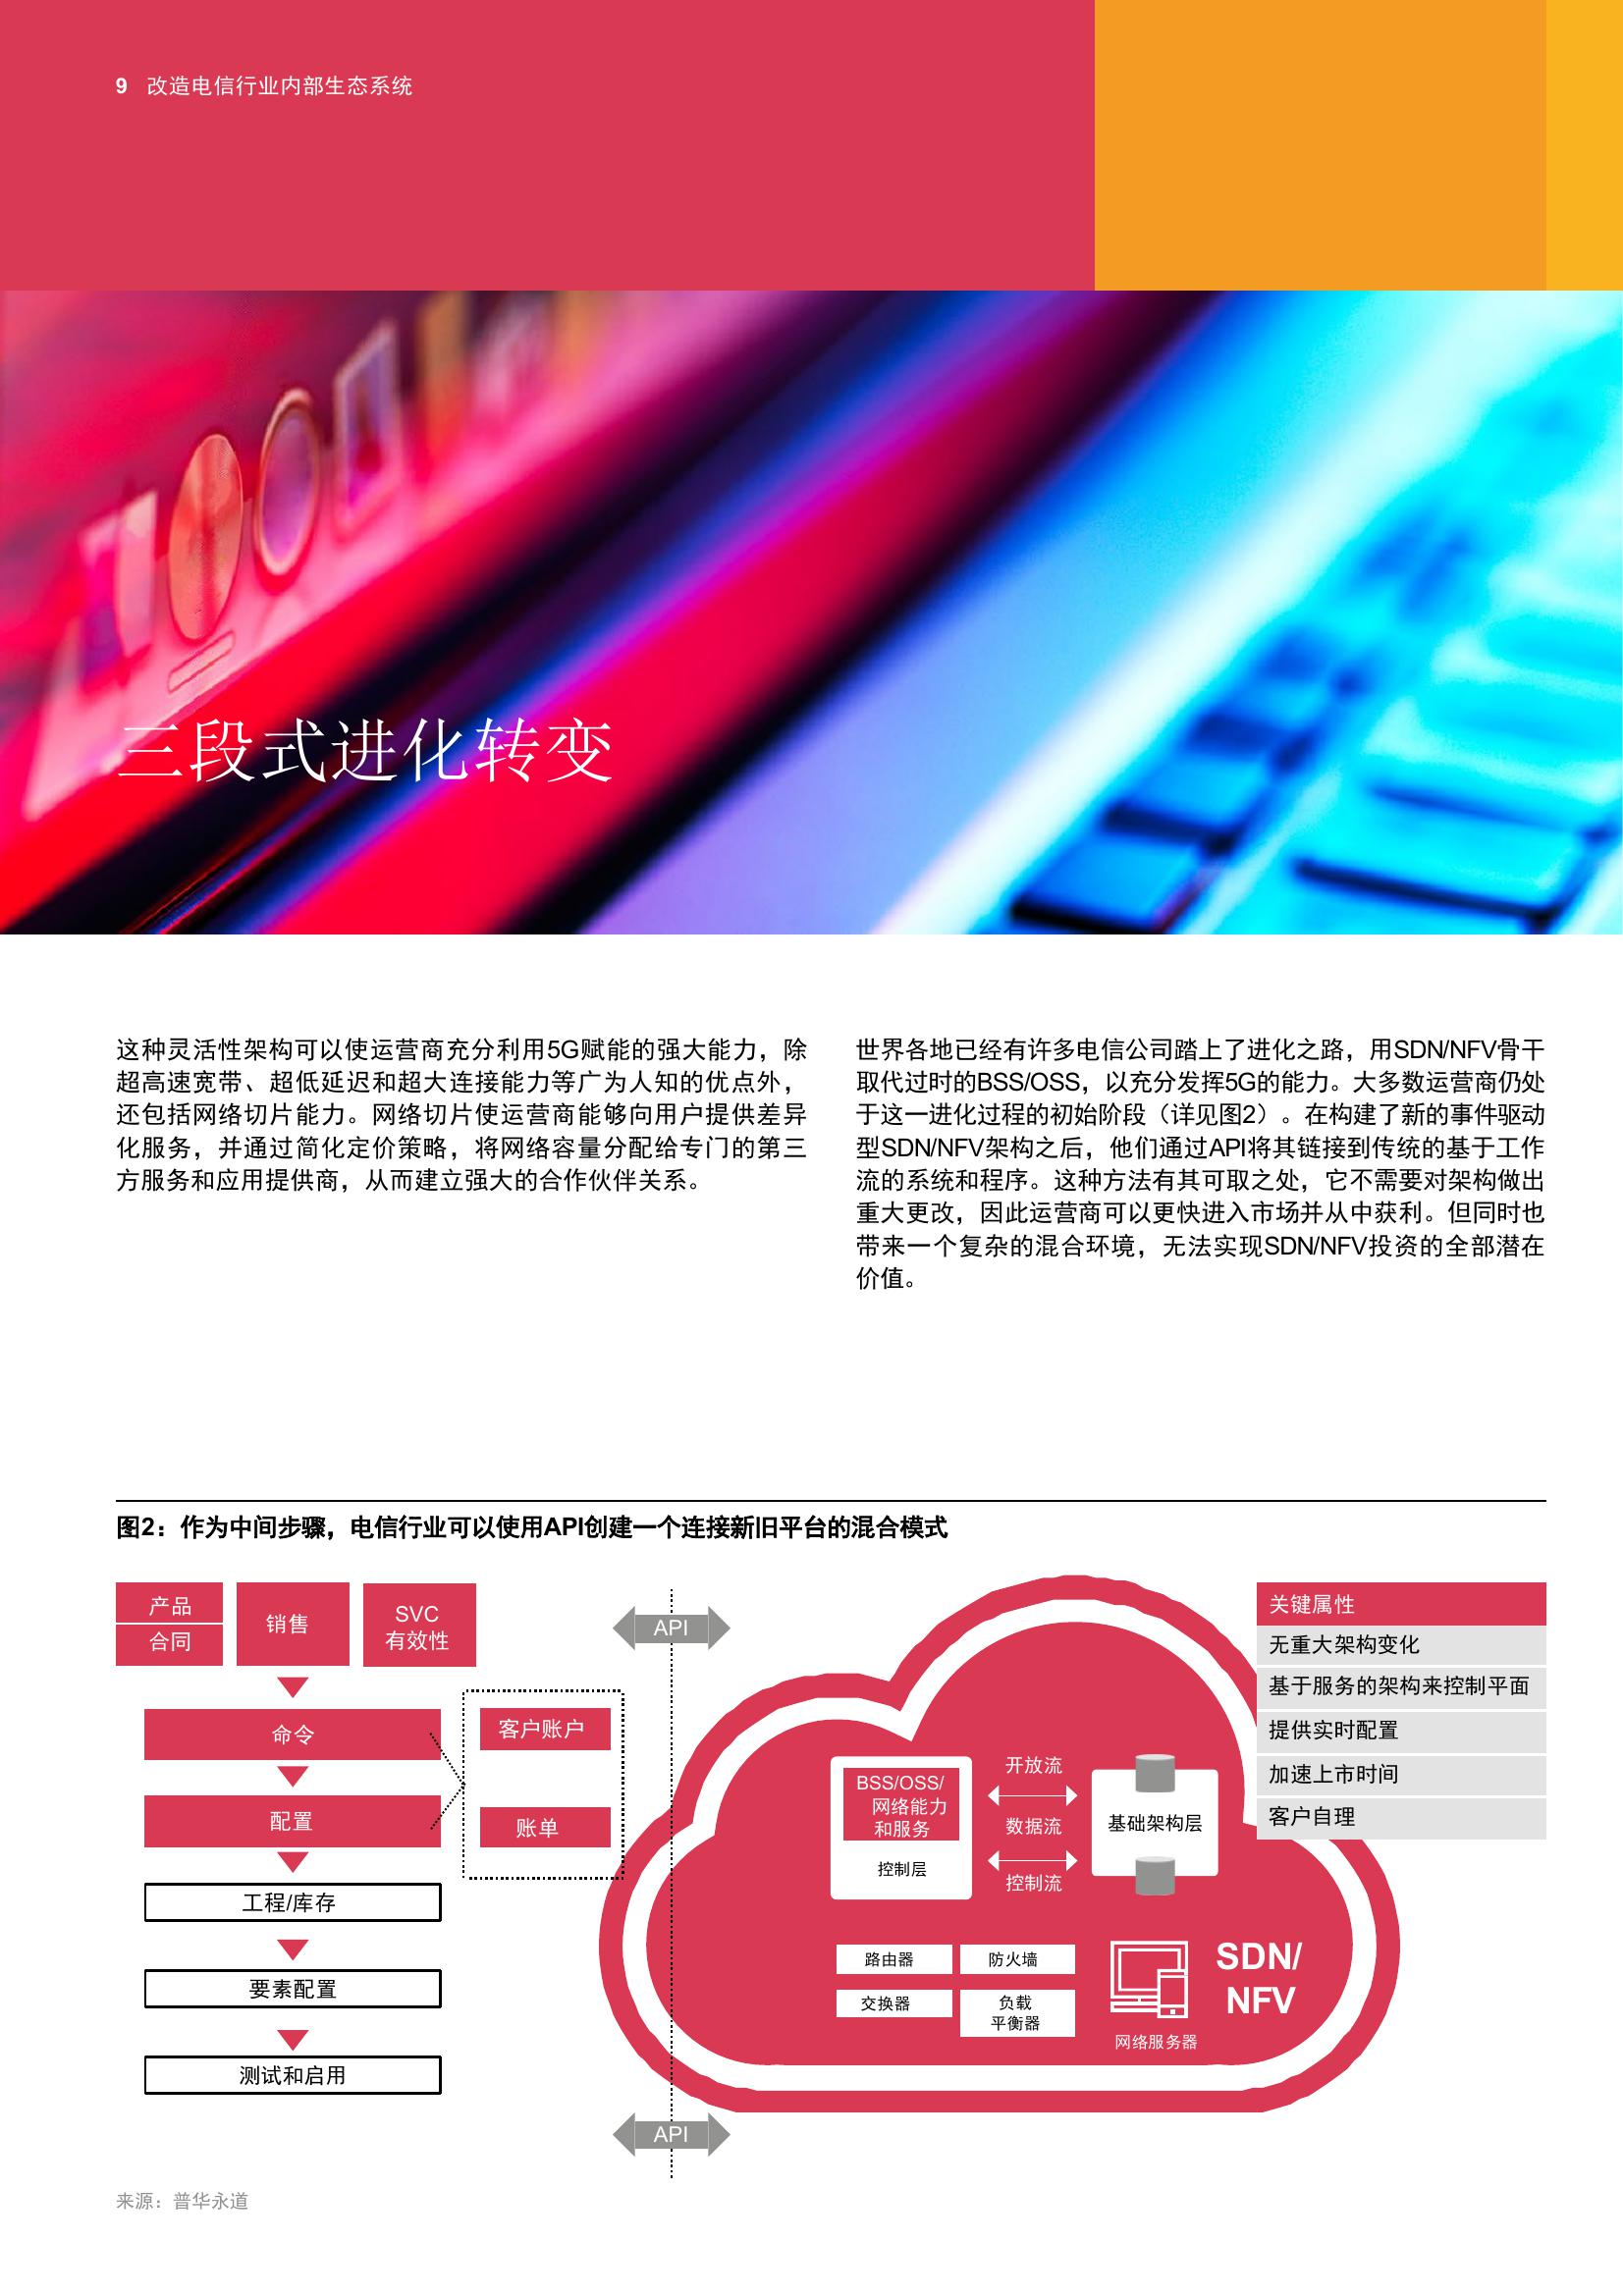 9 改造电信行业内部生态系统
三段式进化转变
这种灵活性架构可以使运营商充分利用5G赋能的强大能力，除
超高速宽带、超低延迟和超大连接能力等广为人知的优点外，
还包括网络切片能力。网络切片使运营商能够向用户提供差异
化服务，并通过简化定价策略，将网络容量分配给专门的第三
方服务和应用提供商，从而建立强大的合作伙伴关系。
世界各地已经有许多电信公司踏上了进化之路，用SDN/NFV骨干
取代过时的BSS/OSS，以充分发挥5G的能力。大多数运营商仍处
于这一进化过程的初始阶段（详见图2）。在构建了新的事件驱动
型SDN/NFV架构之后，他们通过API将其链接到传统的基于工作
流的系统和程序。这种方法有其可取之处，它不需要对架构做出
重大更改，因此运营商可以更快进入市场并从中获利。但同时也
带来一个复杂的混合环境，无法实现SDN/NFV投资的全部潜在
价值。
图2：作为中间步骤，电信行业可以使用API创建一个连接新旧平台的混合模式
产品
合同
销售
SVC
有效性
命令
配置
工程/库存
要素配置
测试和启用
客户账户
账单
API
API
BSS/OSS/
网络能力
和服务
控制层
开放流
数据流
控制流
基础架构层
路由器
防火墙
交换器
负载
平衡器
网络服务器
SDN/
NFV
关键属性
无重大架构变化
基于服务的架构来控制平面
提供实时配置
加速上市时间
客户自理
来源：普华永道